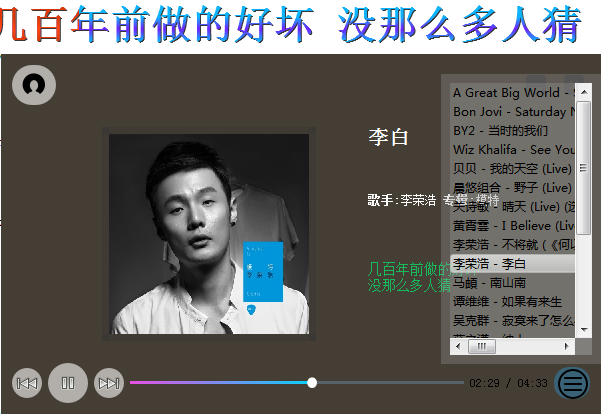 几百年前做的好坏 没那么多人猜
李白
歌手:李荣浩 专辑:模特
几百年前做的
没那么多人猜
A Great Big World - S
Bon Jovi - Saturday N
BY2 - 当时的我们
Wiz Khalifa - See You
贝贝 - 我的天空 (Live)
晨悠组合 - 野子 (Live)
关诗敏 - 晴天 (Live)
黄霄雲 - I Believe (Liv
李荣浩 - 不将就 (《何以
李荣浩 - 李白
马頔 - 南山南
谭维维 - 如果有来生
吴克群 - 寂寞来了怎么
02:29 / 04:33